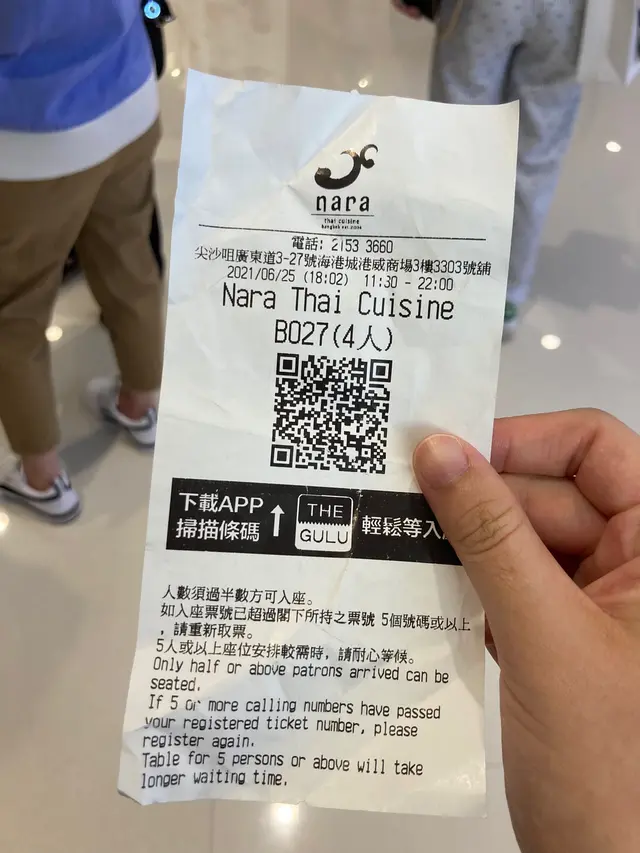 nara
thai cuisine
電話: 2153 3660
尖沙咀廣東道3-27號海港城港威商場3樓3303號舖
2021/06/25 (18:02) 11:30 - 22:00
Nara Thai Cuisine
B027(4人)
下載APP
掃描條碼
THE
GULU
輕鬆等入
人數須過半數方可入座。
如入座票號已超過閣下所持之票號 5個號碼或以上
，請重新取票。
5人或以上座位安排較需時，請耐心等候。
Only half or above patrons arrived can be
seated.
If 5 or more calling numbers have passed
your registered ticket number, please
register again.
Table for 5 persons or above will take
longer waiting time.